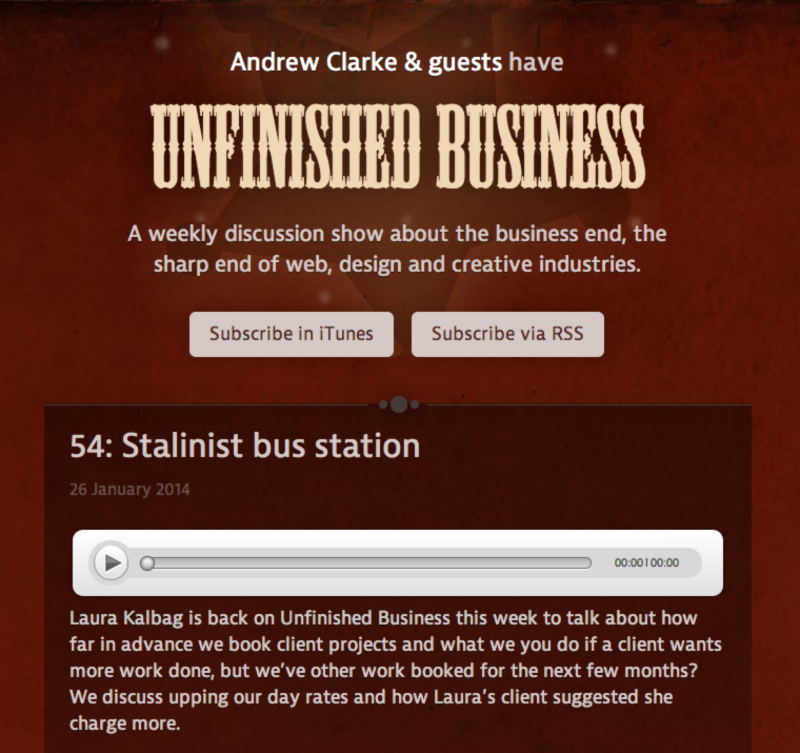 Andrew Clarke & guests have
UNFINISHED BUSINESS
A weekly discussion show about the business end, the
sharp end of web, design and creative industries.
Subscribe in iTunes
Subscribe via RSS
54: Stalinist bus station
26 January 2014
00:00 | 00:00
Laura Kalbag is back on Unfinished Business this week to talk about how
far in advance we book client projects and what we you do if a client wants
more work done, but we’ve other work booked for the next few months?
We discuss upping our day rates and how Laura’s client suggested she
charge more.